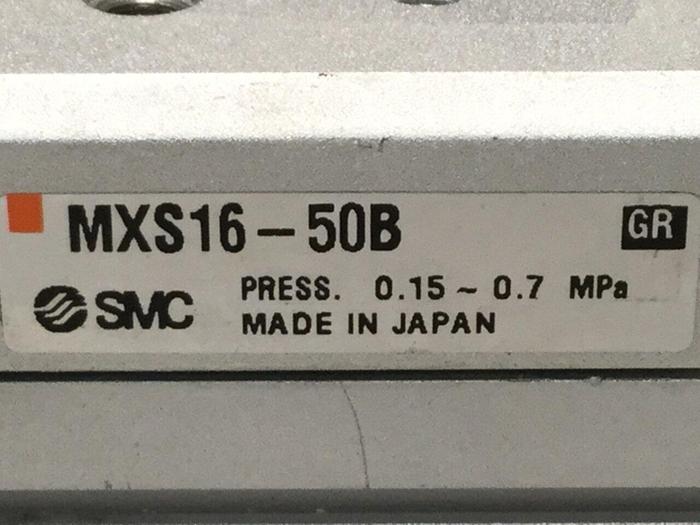 MXS16-50B GR
SMC PRESS. 0.15 ~ 0.7 MPa
MADE IN JAPAN